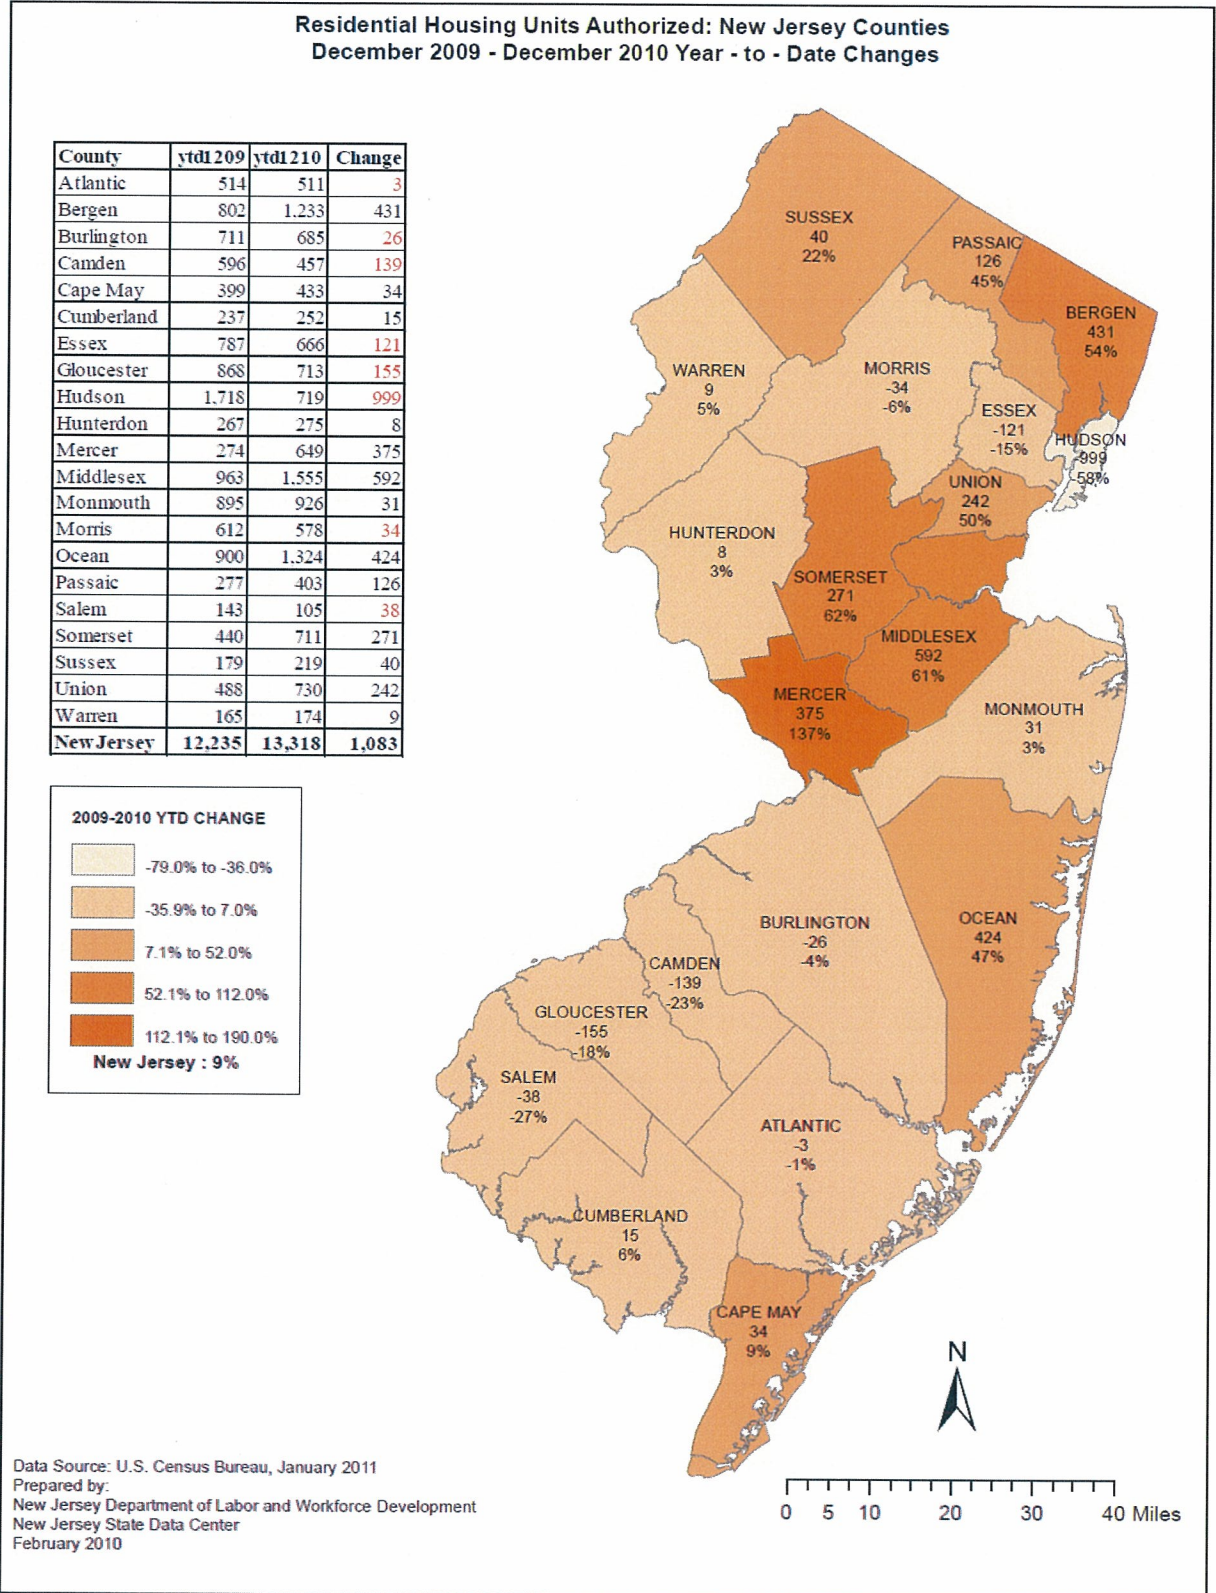 Residential Housing Units Authorized: New Jersey Counties
December 2009 - December 2010 Year - to - Date Changes
County ytd1209 ytd1210 Change
Atlantic 514 511 3
Bergen 802 1.233 431
Burlington 711 685 26
Camden 596 457 139
Cape May 399 433 34
Cumberland 237 252 15
Essex 787 666 121
Gloucester 868 713 155
Hudson 1.718 719 999
Hunterdon 267 275 8
Mercer 274 649 375
Middlesex 963 1.555 592
Monmouth 895 926 31
Morris 612 578 34
Ocean 900 1.324 424
Passaic 277 403 126
Salem 143 105 38
Somerset 440 711 271
Sussex 179 219 40
Union 488 730 242
Warren 165 174 9
New Jersey 12,235 13,318 1,083
2009-2010 YTD CHANGE
-79.0% to -36.0%
-35.9% to 7.0%
7.1% to 52.0%
52.1% to 112.0%
112.1% to 190.0%
New Jersey : 9%
SUSSEX
40
22%
PASSAIC
126
45%
BERGEN
431
54%
WARREN
9
5%
MORRIS
-34
-6%
ESSEX
-121
-15%
HUDSON
-999
-58%
UNION
242
50%
HUNTERDON
8
3%
SOMERSET
271
62%
MIDDLESEX
592
61%
MERCER
375
137%
MONMOUTH
31
3%
OCEAN
424
47%
BURLINGTON
-26
-4%
CAMDEN
-139
-23%
GLOUCESTER
-155
-18%
SALEM
-38
-27%
ATLANTIC
-3
-1%
CUMBERLAND
15
6%
CAPE MAY
34
9%
N
0 5 10 20 30 40 Miles
Data Source: U.S. Census Bureau, January 2011
Prepared by:
New Jersey Department of Labor and Workforce Development
New Jersey State Data Center
February 2010